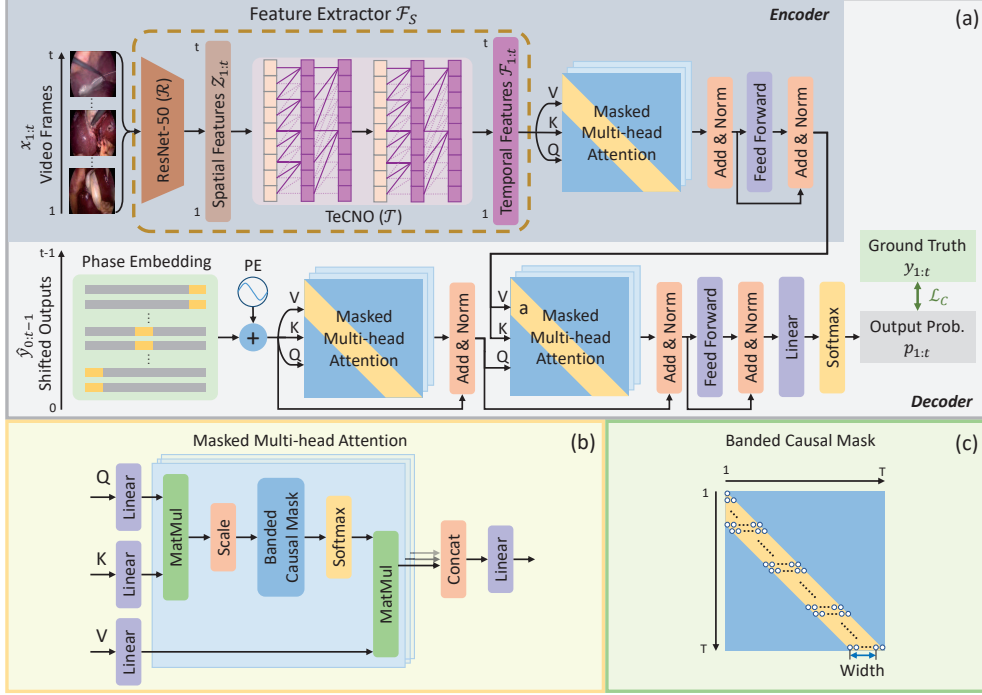 Feature Extractor ℱ_S
Encoder
(a)
t
x_{1:t}
Video Frames
1
ResNet-50 (ℛ)
t
Spatial Features 𝒵_{1:t}
1
TeCNO (𝒯)
t
Temporal Features ℱ_{1:t}
1
V
K
Q
Masked
Multi-head
Attention
Add & Norm
Feed Forward
Add & Norm
t-1
ŷ_{0:t−1}
Shifted Outputs
0
Phase Embedding
PE
+
V
K
Q
Masked
Multi-head
Attention
Add & Norm
V
K
Q
a
Masked
Multi-head
Attention
Add & Norm
Feed Forward
Add & Norm
Linear
Softmax
Ground Truth
y_{1:t}
ℒ_C
Output Prob.
p_{1:t}
Decoder
Masked Multi-head Attention
(b)
Q
Linear
K
Linear
V
Linear
MatMul
Scale
Banded
Causal Mask
Softmax
MatMul
Concat
Linear
Banded Causal Mask
(c)
1
T
1
T
Width